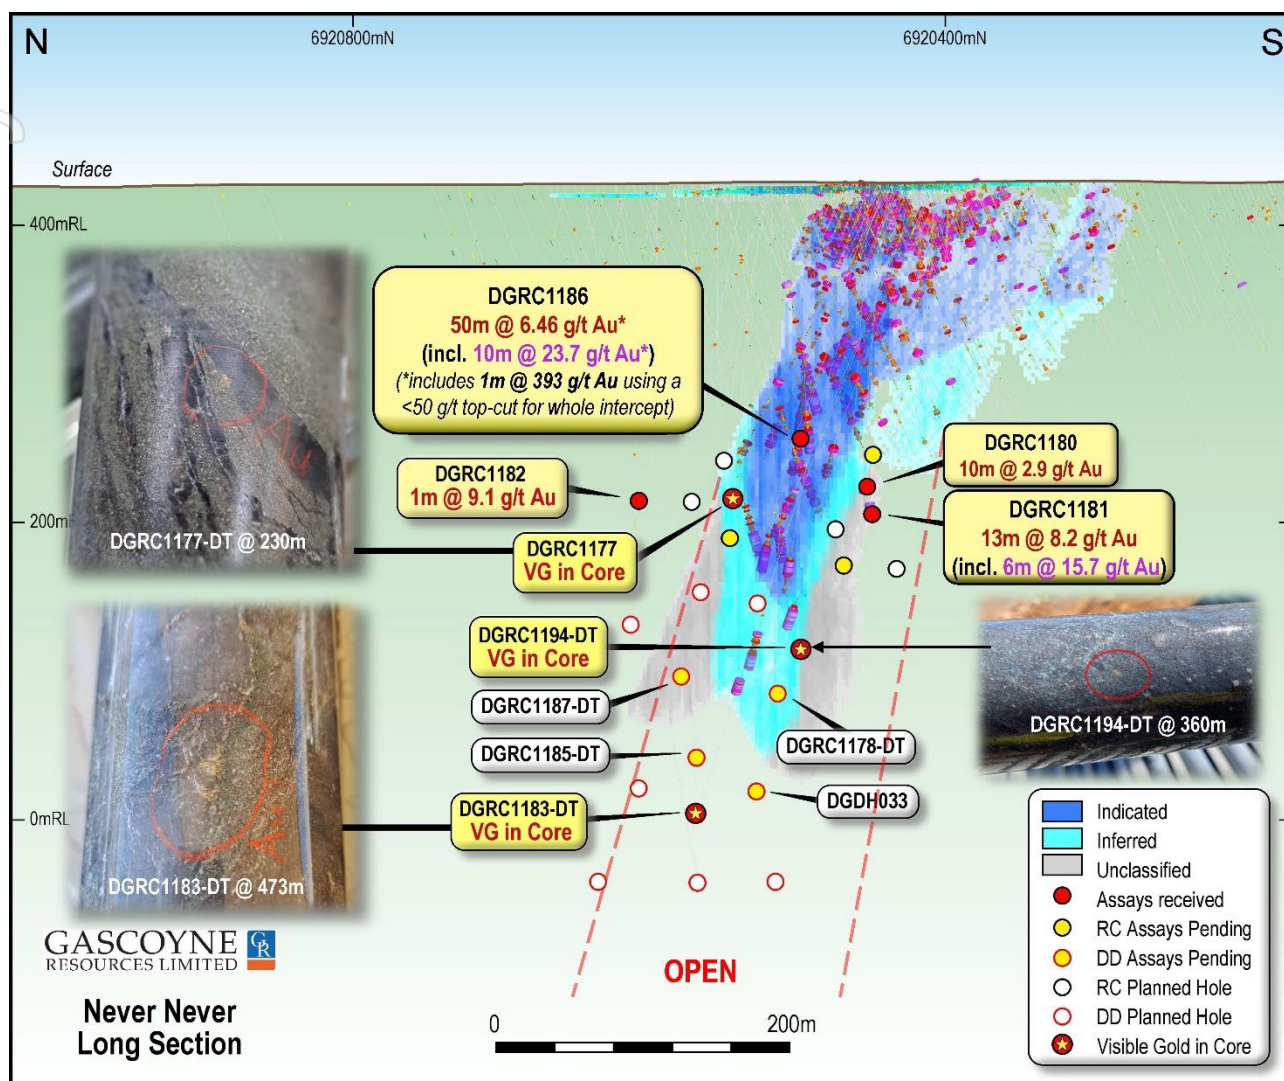 N
6920800mN
6920400mN
S
Surface
400mRL
200mRL
0mRL
DGRC1186
50m @ 6.46 g/t Au*
(incl. 10m @ 23.7 g/t Au*)
(*includes 1m @ 393 g/t Au using a
<50 g/t top-cut for whole intercept)
DGRC1182
1m @ 9.1 g/t Au
DGRC1180
10m @ 2.9 g/t Au
DGRC1181
13m @ 8.2 g/t Au
(incl. 6m @ 15.7 g/t Au)
Au
DGRC1177-DT @ 230m
DGRC1177
VG in Core
DGRC1194-DT
VG in Core
DGRC1187-DT
DGRC1185-DT
DGRC1178-DT
DGRC1194-DT @ 360m
DGRC1183-DT
VG in Core
DGDH033
DGRC1183-DT @ 473m
GASCOYNE
RESOURCES LIMITED
GR
Never Never
Long Section
OPEN
0
200m
Indicated
Inferred
Unclassified
Assays received
RC Assays Pending
DD Assays Pending
RC Planned Hole
DD Planned Hole
Visible Gold in Core